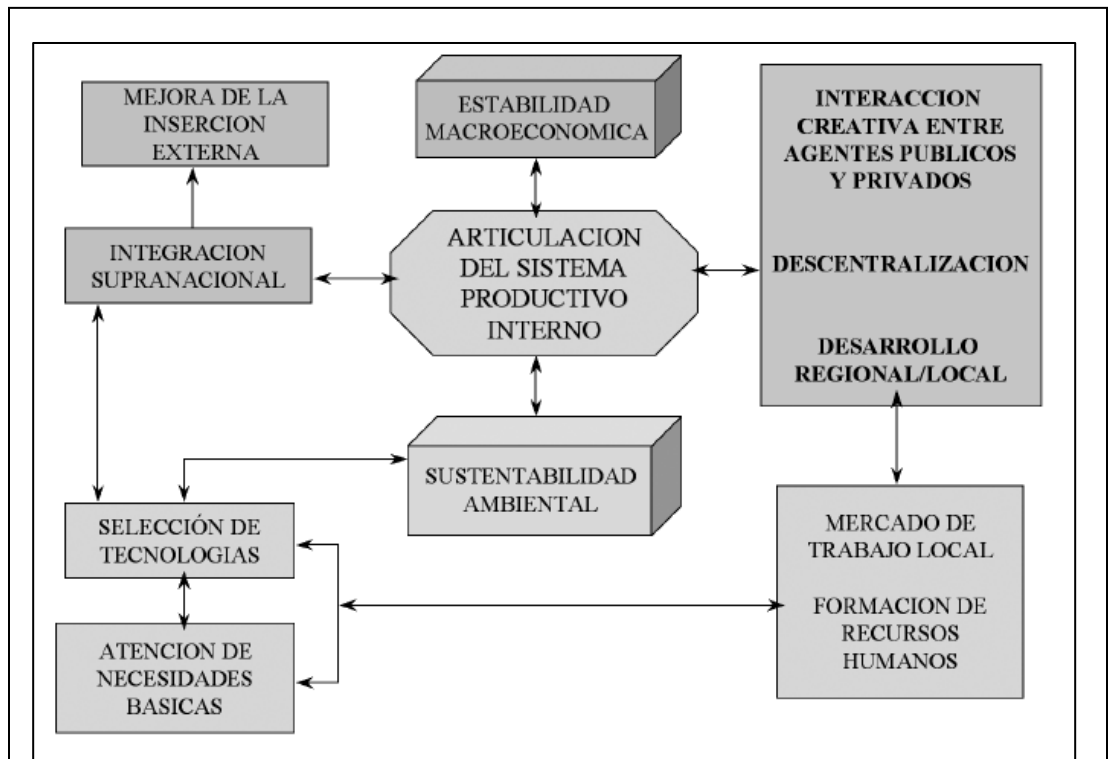 MEJORA DE LA
INSERCION
EXTERNA
ESTABILIDAD
MACROECONOMICA
INTERACCION
CREATIVA ENTRE
AGENTES PUBLICOS
Y PRIVADOS
DESCENTRALIZACION
DESARROLLO
REGIONAL/LOCAL
INTEGRACION
SUPRANACIONAL
ARTICULACION
DEL SISTEMA
PRODUCTIVO
INTERNO
SUSTENTABILIDAD
AMBIENTAL
SELECCIÓN DE
TECNOLOGIAS
MERCADO DE
TRABAJO LOCAL
FORMACION DE
RECURSOS
HUMANOS
ATENCION DE
NECESIDADES
BASICAS